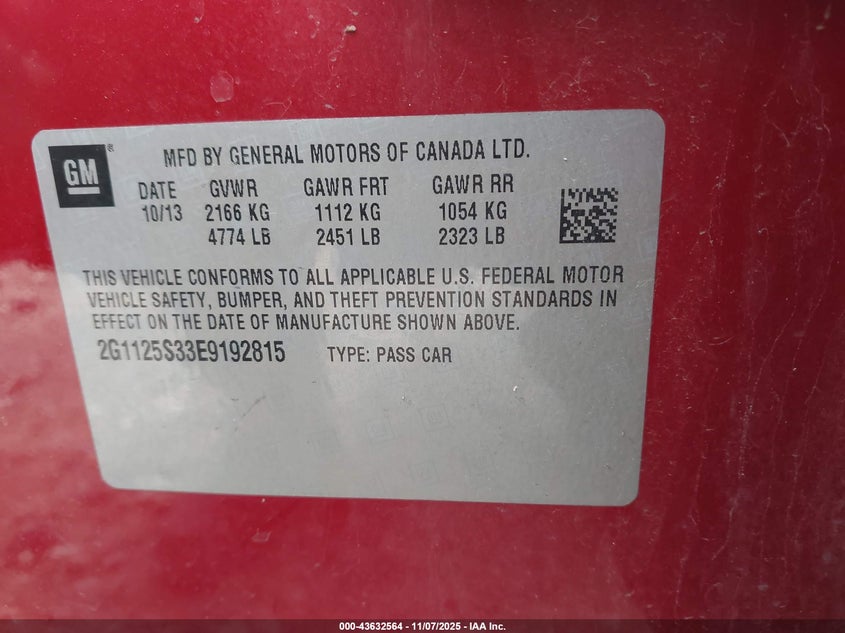 GM®
MFD BY GENERAL MOTORS OF CANADA LTD.
DATE GVWR GAWR FRT GAWR RR
10/13 2166 KG 1112 KG 1054 KG
4774 LB 2451 LB 2323 LB
THIS VEHICLE CONFORMS TO ALL APPLICABLE U.S. FEDERAL MOTOR
VEHICLE SAFETY, BUMPER, AND THEFT PREVENTION STANDARDS IN
EFFECT ON THE DATE OF MANUFACTURE SHOWN ABOVE.
2G1125S33E9192815 TYPE: PASS CAR
000-43632564 - 11/07/2025 - IAA Inc.